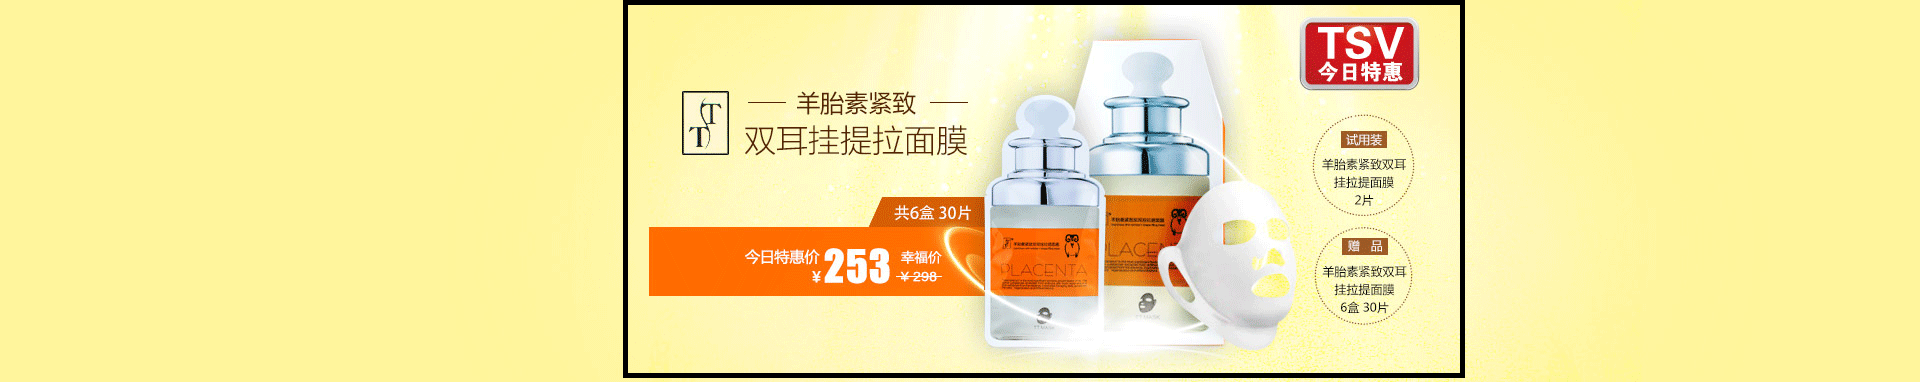 TSV
今日特惠
TT
羊胎素紧致
双耳挂提拉面膜
共6盒 30片
今日特惠价
¥253
幸福价
¥298
试用装
羊胎素紧致双耳
挂拉提面膜
2片
赠 品
羊胎素紧致双耳
挂拉提面膜
6盒 30片
PLACENTA
PLACEN